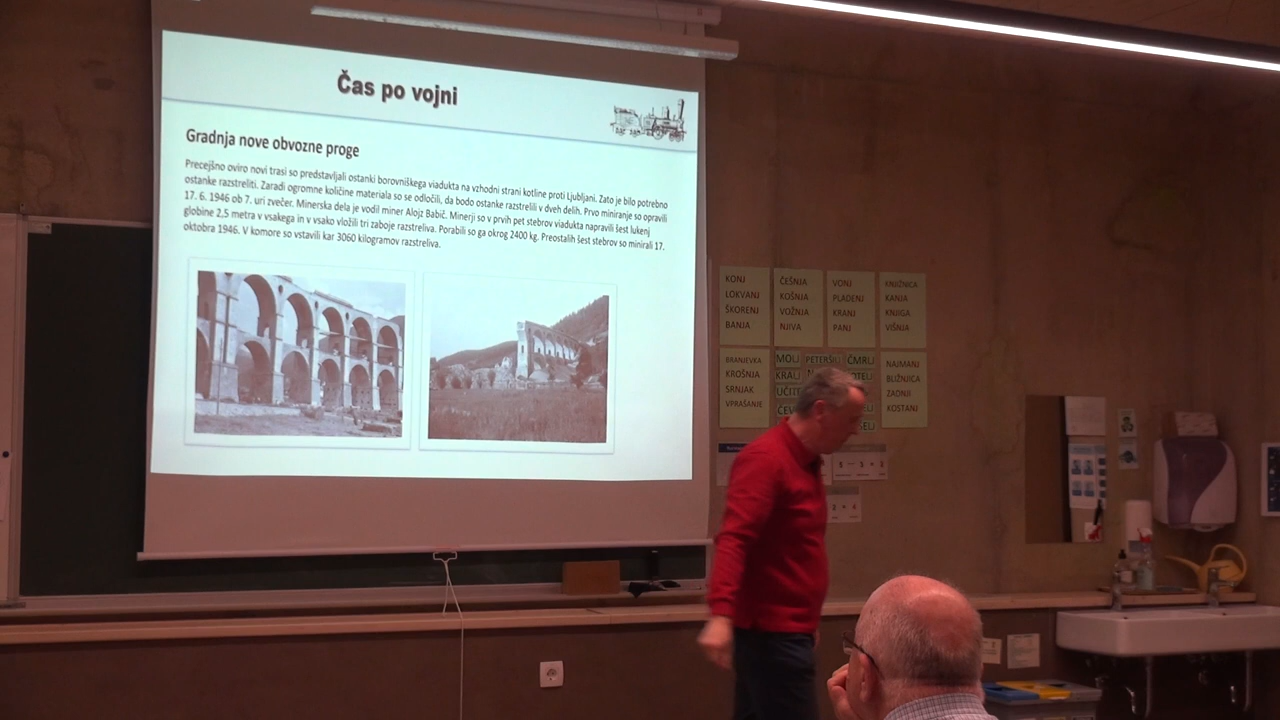 Čas po vojni
Gradnja nove obvozne proge
Precejšno oviro novi trasi so predstavljali ostanki borovniškega viadukta na vzhodni strani kotline proti Ljubljani. Zato je bilo potrebno
ostanke razstreliti. Zaradi ogromne količine materiala so se odločili, da bodo ostanke razstrelili v dveh delih. Prvo miniranje so opravili
17. 6. 1946 ob 7. uri zvečer. Minerska dela je vodil miner Alojz Babič. Minerji so v prvih pet stebrov viadukta napravili šest lukenj
globine 2,5 metra v vsakega in v vsako vložili tri zaboje razstreliva. Porabili so ga okrog 2400 kg. Preostalih šest stebrov so minirali 17.
oktobra 1946. V komore so vstavili kar 3060 kilogramov razstreliva.
KONJ
LOKVANJ
ŠKORENJ
BANJA
ČEŠNJA
KOŠNJA
VOŽNJA
NJIVA
VONJ
PLADENJ
KRANJ
PANJ
KNJIŽNICA
KANJA
KNJIGA
VIŠNJA
BRANJEVKA
KROŠNJA
SRNJAK
VPRAŠANJE
MOLJ
PETERŠILJ
ČMRLJ
KRALJ
NAJMANJ
BLIŽNJICA
ZADNJI
KOSTANJ